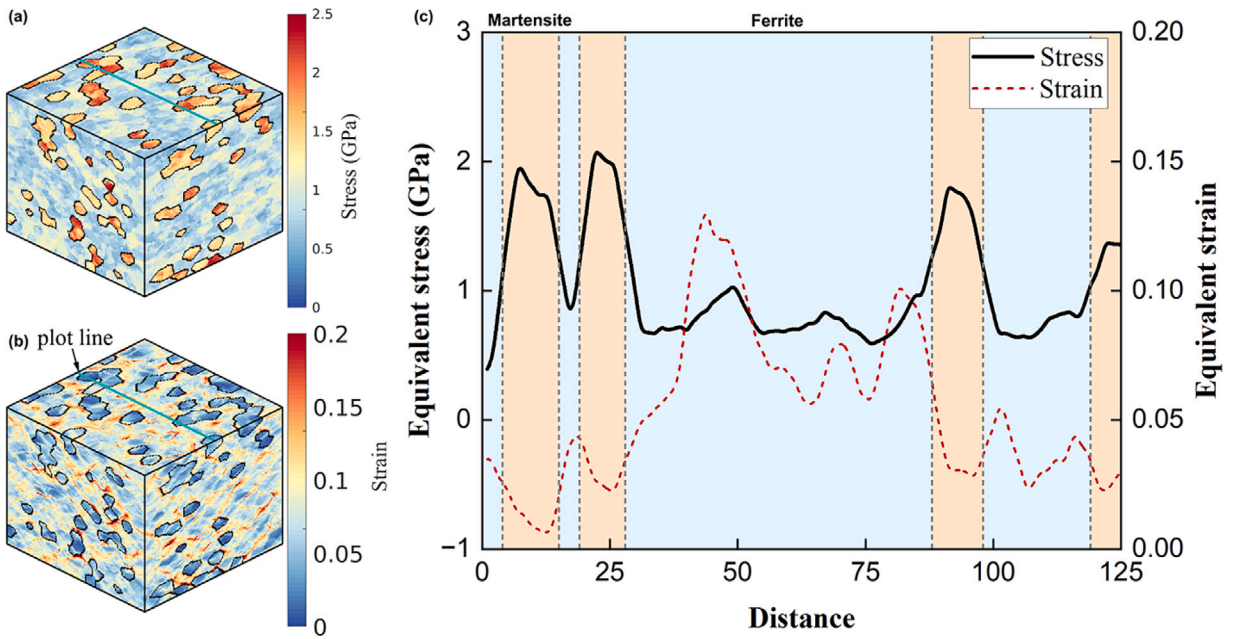 (a)
2.5
2
1.5
1
0.5
0
Stress (GPa)
(b)
plot line
0.2
0.15
0.1
0.05
0
Strain
(c)
Martensite
Ferrite
Stress
Strain
3
2
1
0
−1
Equivalent stress (GPa)
0.20
0.15
0.10
0.05
0.00
Equivalent strain
0 25 50 75 100 125
Distance